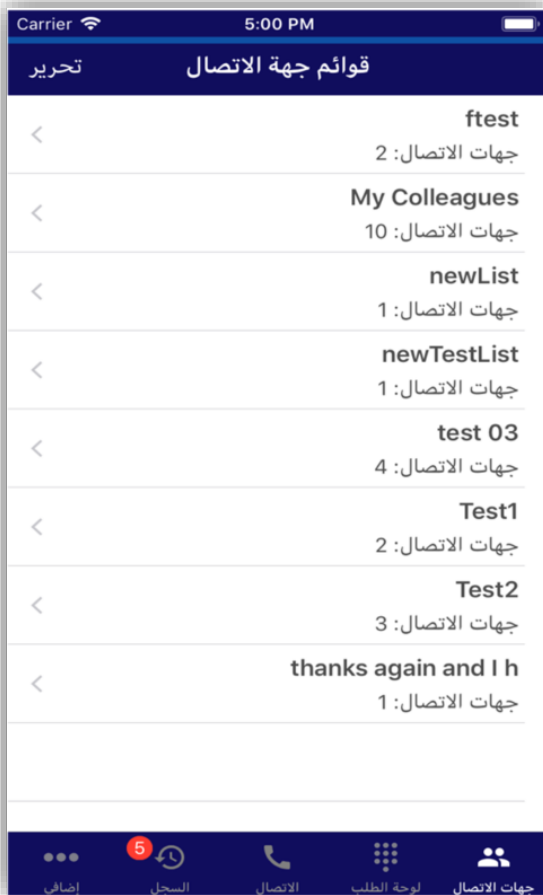 Carrier 5:00 PM
قوائم جهة الاتصال تحرير
ftest
جهات الاتصال: 2
My Colleagues
جهات الاتصال: 10
newList
جهات الاتصال: 1
newTestList
جهات الاتصال: 1
test 03
جهات الاتصال: 4
Test1
جهات الاتصال: 2
Test2
جهات الاتصال: 3
thanks again and I h
جهات الاتصال: 1
5
جهات الاتصال لوحة الطلب الاتصال السجل إضافي